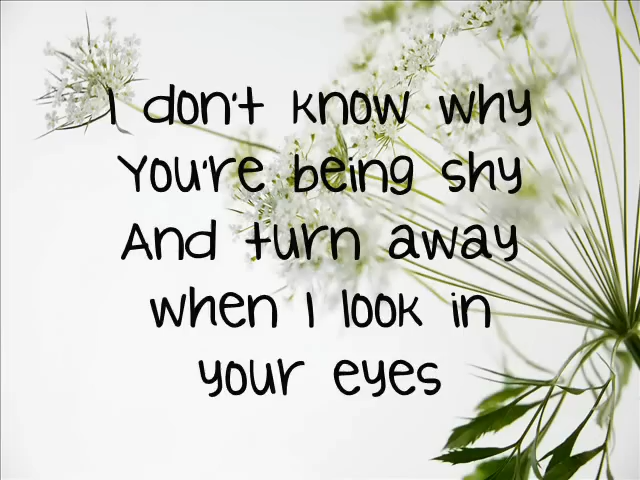 I don't know why
You're being shy
And turn away
when I look in
your eyes